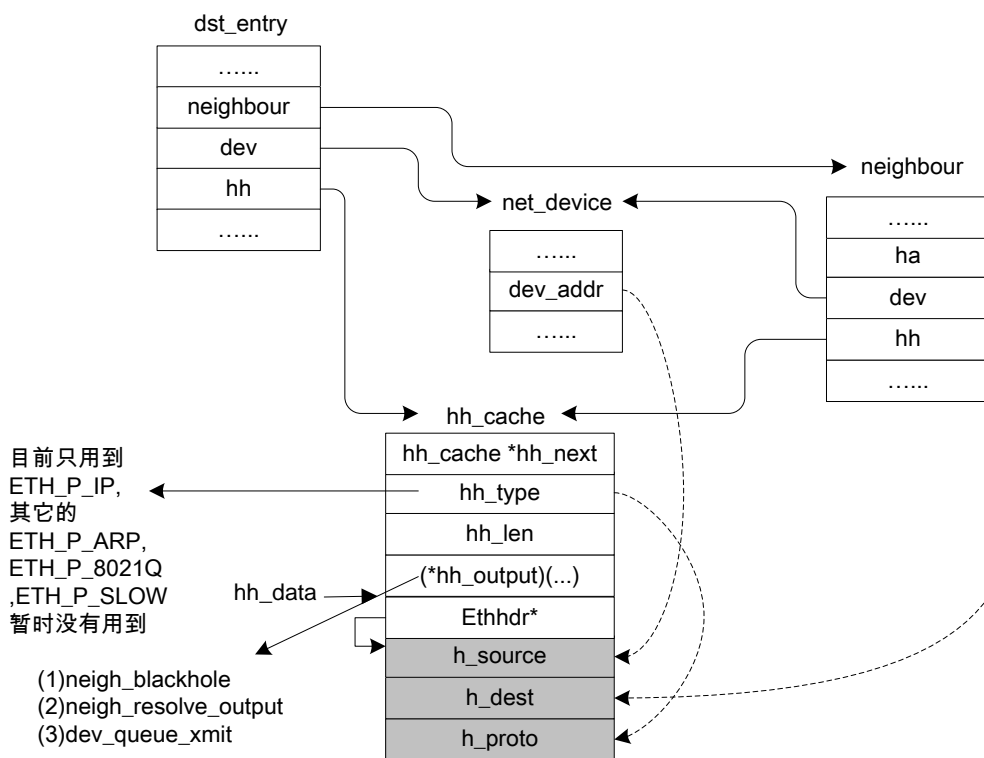 dst_entry
…...
neighbour
dev
hh
…...
neighbour
…...
ha
dev
hh
…...
net_device
…...
dev_addr
…...
hh_cache
hh_cache *hh_next
hh_type
hh_len
(*hh_output)(...)
Ethhdr*
h_source
h_dest
h_proto
目前只用到
ETH_P_IP,
其它的
ETH_P_ARP,
ETH_P_8021Q
,ETH_P_SLOW
暂时没有用到
hh_data
(1)neigh_blackhole
(2)neigh_resolve_output
(3)dev_queue_xmit